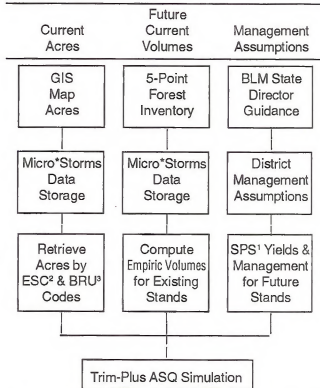 Current
Acres
Future
Current
Volumes
Management
Assumptions
GIS
Map
Acres
5-Point
Forest
Inventory
BLM State
Director
Guidance
Micro*Storms
Data
Storage
Micro*Storms
Data
Storage
District
Management
Assumptions
Retrieve
Acres by
ESC² & BRU³
Codes
Compute
Empiric Volumes
for Existing
Stands
SPS¹ Yields &
Management
for Future
Stands
Trim-Plus ASQ Simulation